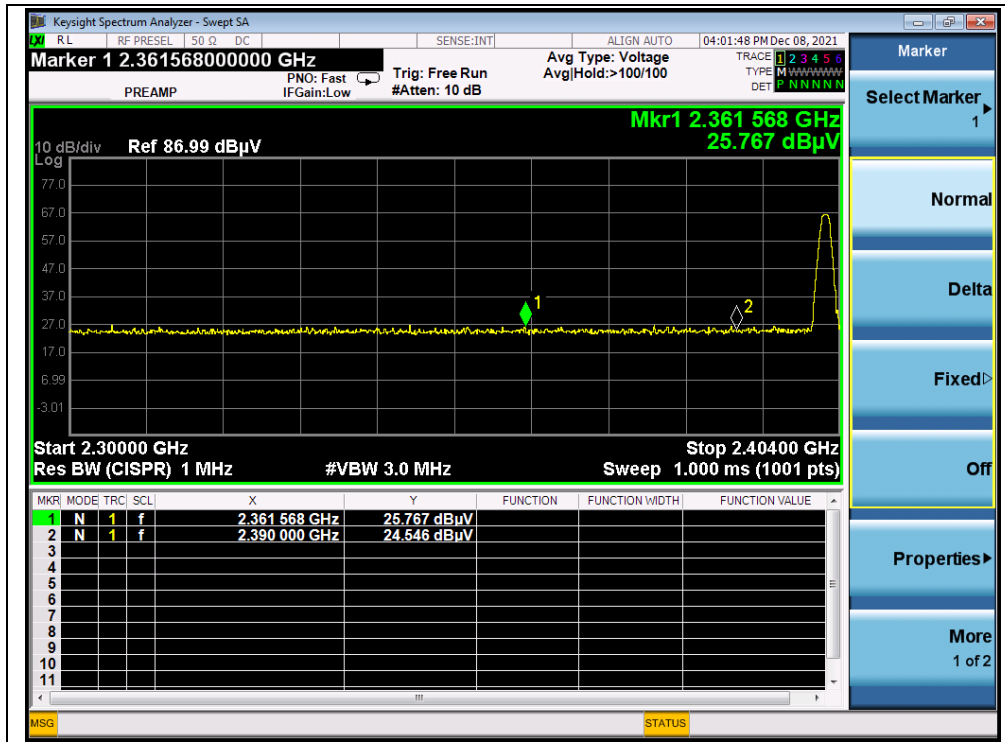 Keysight Spectrum Analyzer - Swept SA
LXI RL RF PRESEL 50 Ω DC SENSE:INT ALIGN AUTO 04:01:48 PM Dec 08, 2021
Marker 1 2.361568000000 GHz
PREAMP
PNO: Fast
IFGain:Low
Trig: Free Run
#Atten: 10 dB
Avg Type: Voltage
Avg|Hold:>100/100
TRACE 1 2 3 4 5 6
TYPE M WWWWW
DET P N N N N N
Mkr1 2.361 568 GHz
25.767 dBµV
10 dB/div Ref 86.99 dBµV
Log
77.0
67.0
57.0
47.0
37.0
27.0
17.0
6.99
-3.01
1
2
Start 2.30000 GHz Stop 2.40400 GHz
Res BW (CISPR) 1 MHz #VBW 3.0 MHz Sweep 1.000 ms (1001 pts)
MKR MODE TRC SCL X Y FUNCTION FUNCTION WIDTH FUNCTION VALUE
1 N 1 f 2.361 568 GHz 25.767 dBµV
2 N 1 f 2.390 000 GHz 24.546 dBµV
3
4
5
6
7
8
9
10
11
MSG STATUS
Marker
Select Marker
1
Normal
Delta
Fixed
Off
Properties
More
1 of 2